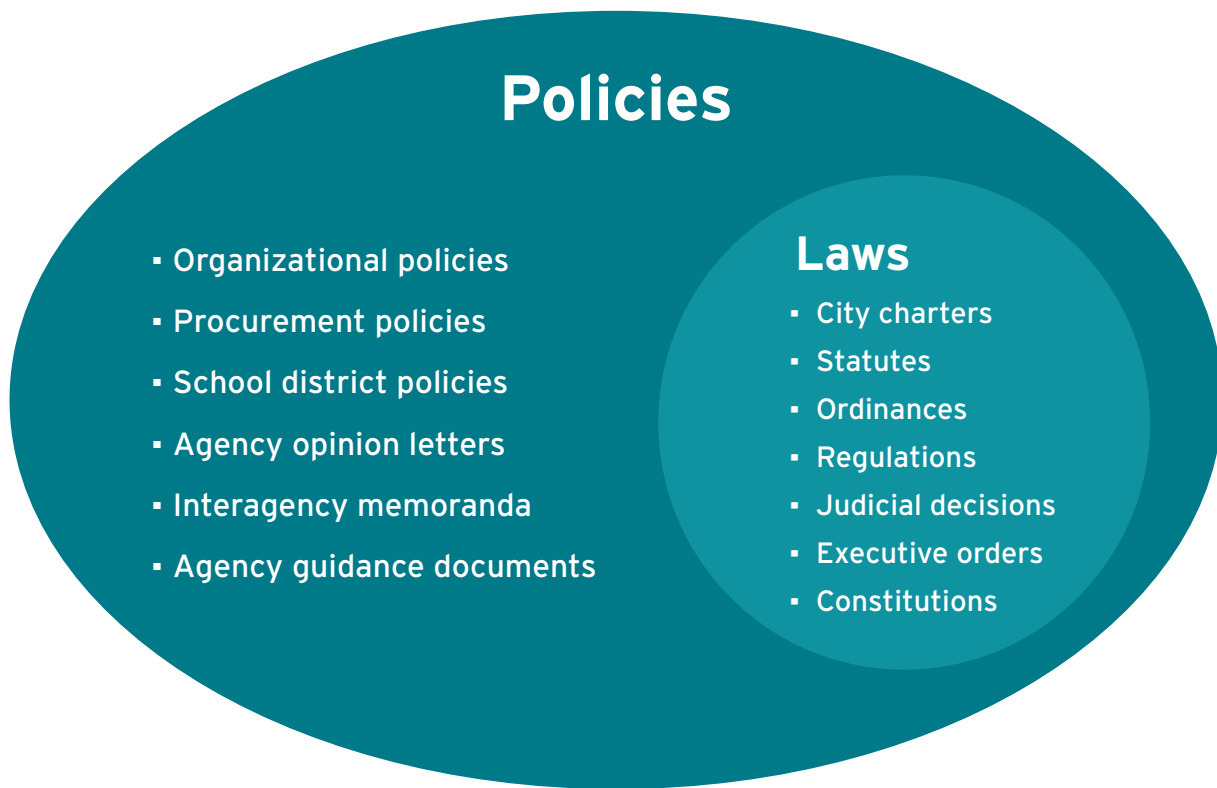 Policies
▪ Organizational policies
▪ Procurement policies
▪ School district policies
▪ Agency opinion letters
▪ Interagency memoranda
▪ Agency guidance documents
Laws
▪ City charters
▪ Statutes
▪ Ordinances
▪ Regulations
▪ Judicial decisions
▪ Executive orders
▪ Constitutions